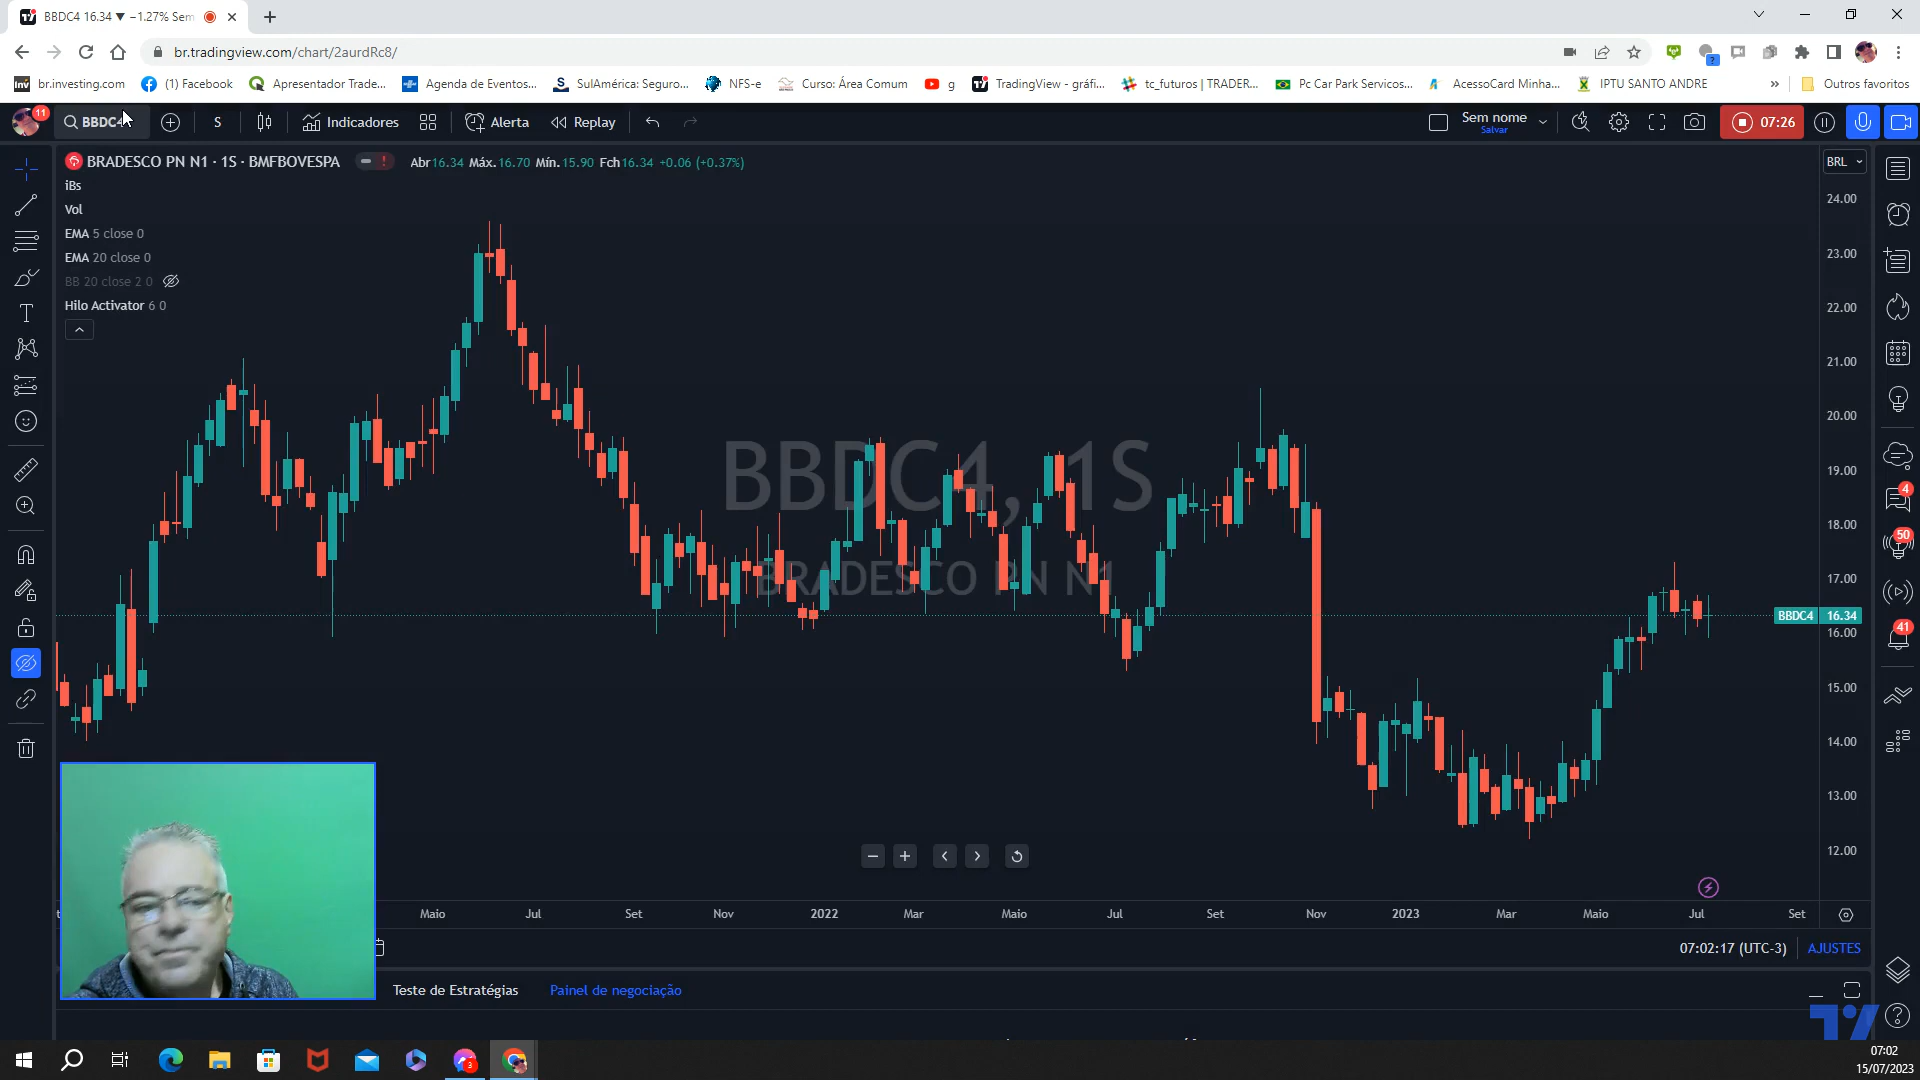 BBDC4 16.34 ▼ −1.27% Sem
br.tradingview.com/chart/2aurdRc8/
br.investing.com
(1) Facebook
Apresentador Trade...
Agenda de Eventos...
SulAmérica: Seguro...
NFS-e
Curso: Área Comum
g
TradingView - gráfi...
tc_futuros | TRADER...
Pc Car Park Servicos...
AcessoCard Minha...
IPTU SANTO ANDRE
»
Outros favoritos
11
BBDC4
S
Indicadores
Alerta
Replay
Sem nome
Salvar
07:26
BRADESCO PN N1 · 1S · BMFBOVESPA
Abr16.34 Máx.16.70 Mín.15.90 Fch16.34 +0.06 (+0.37%)
BRL
iBs
Vol
EMA 5 close 0
EMA 20 close 0
BB 20 close 2 0
Hilo Activator 6 0
24.00
23.00
22.00
21.00
20.00
19.00
18.00
17.00
BBDC4 16.34
16.00
15.00
14.00
13.00
12.00
BBDC4, 1S
BRADESCO PN N1
4
50
41
Maio
Jul
Set
Nov
2022
Mar
Maio
Jul
Set
Nov
2023
Mar
Maio
Jul
Set
07:02:17 (UTC-3)
AJUSTES
Teste de Estratégias
Painel de negociação
3
07:02
15/07/2023